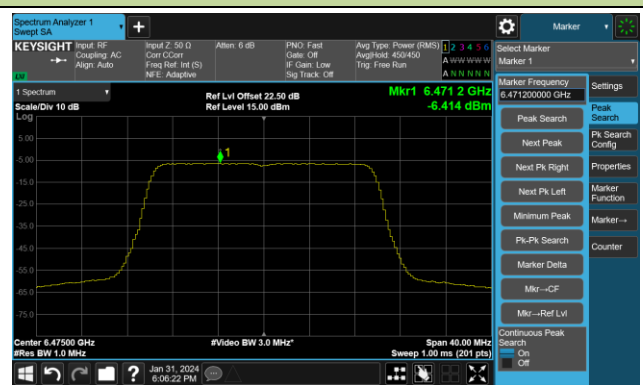 Spectrum Analyzer 1
Swept SA
Marker
KEYSIGHT
Input: RF
Coupling: AC
Align: Auto
Input Z: 50 Ω
Corr CCorr
Freq Ref: Int (S)
NFE: Adaptive
Atten: 6 dB
PNO: Fast
Gate: Off
IF Gain: Low
Sig Track: Off
Avg Type: Power (RMS)
Avg|Hold: 450/450
Trig: Free Run
1 2 3 4 5 6
A W W W W W
A N N N N N
LW
Select Marker
Marker 1
1 Spectrum
Scale/Div 10 dB
Log
Ref Lvl Offset 22.50 dB
Ref Level 15.00 dBm
Mkr1 6.471 2 GHz
-6.414 dBm
1
5.00
-5.00
-15.0
-25.0
-35.0
-45.0
-55.0
-65.0
-75.0
Center 6.47500 GHz
#Res BW 1.0 MHz
#Video BW 3.0 MHz*
Span 40.00 MHz
Sweep 1.00 ms (201 pts)
Marker Frequency
6.471200000 GHz
Peak Search
Next Peak
Next Pk Right
Next Pk Left
Minimum Peak
Pk-Pk Search
Marker Delta
Mkr→CF
Mkr→Ref Lvl
Continuous Peak
Search
On
Off
Settings
Peak
Search
Pk Search
Config
Properties
Marker
Function
Marker→
Counter
Jan 31, 2024
6:06:22 PM